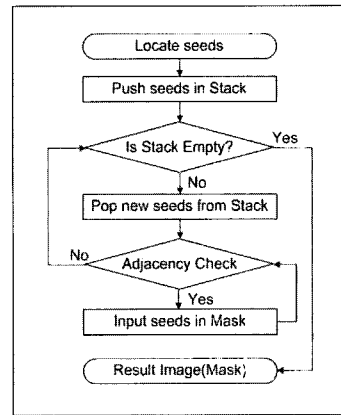 Locate seeds
Push seeds in Stack
Is Stack Empty?
Yes
No
Pop new seeds from Stack
No
Adjacency Check
Yes
Input seeds in Mask
Result Image(Mask)